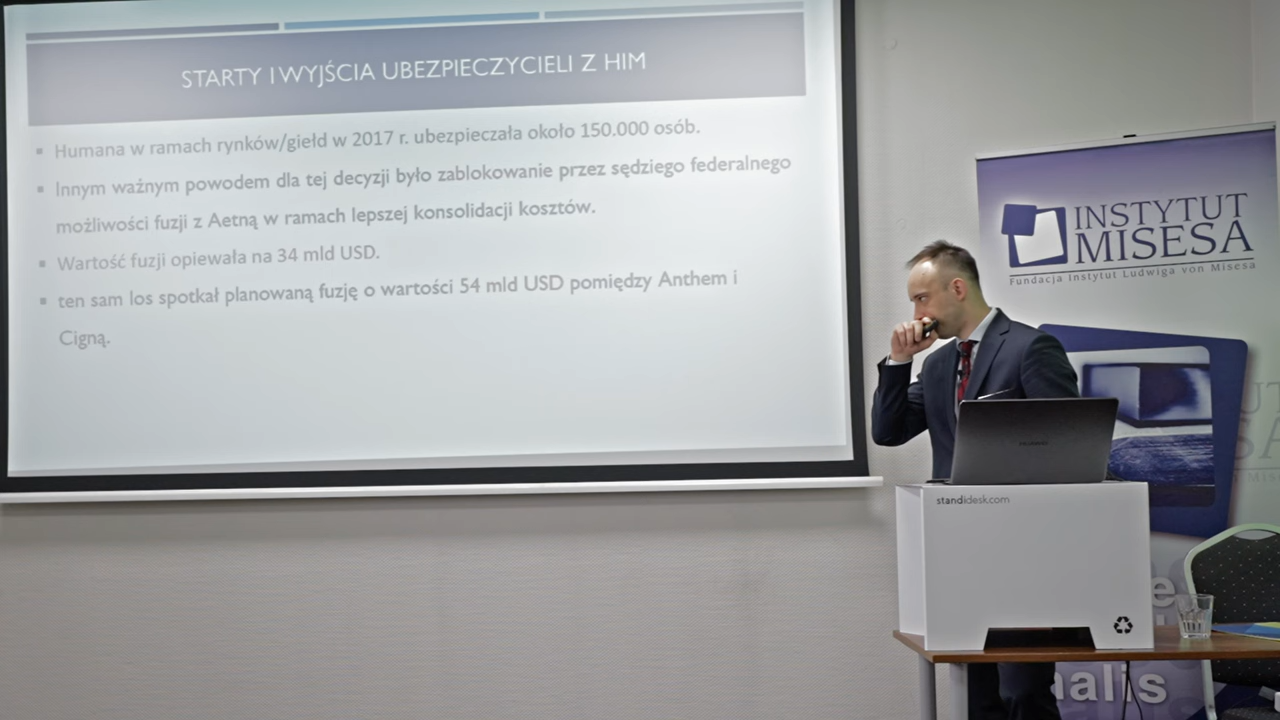 STARTY I WYJŚCIA UBEZPIECZYCIELI Z HIM
Humana w ramach rynków/giełd w 2017 r. ubezpieczała około 150.000 osób.
Innym ważnym powodem dla tej decyzji było zablokowanie przez sędziego federalnego
możliwości fuzji z Aetną w ramach lepszej konsolidacji kosztów.
Wartość fuzji opiewała na 34 mld USD.
ten sam los spotkał planowaną fuzję o wartości 54 mld USD pomiędzy Anthem i
Cigną.
INSTYTUT
MISESA
Fundacja Instytut Ludwiga von Misesa
HUAWEI
standidesk.com
nalis